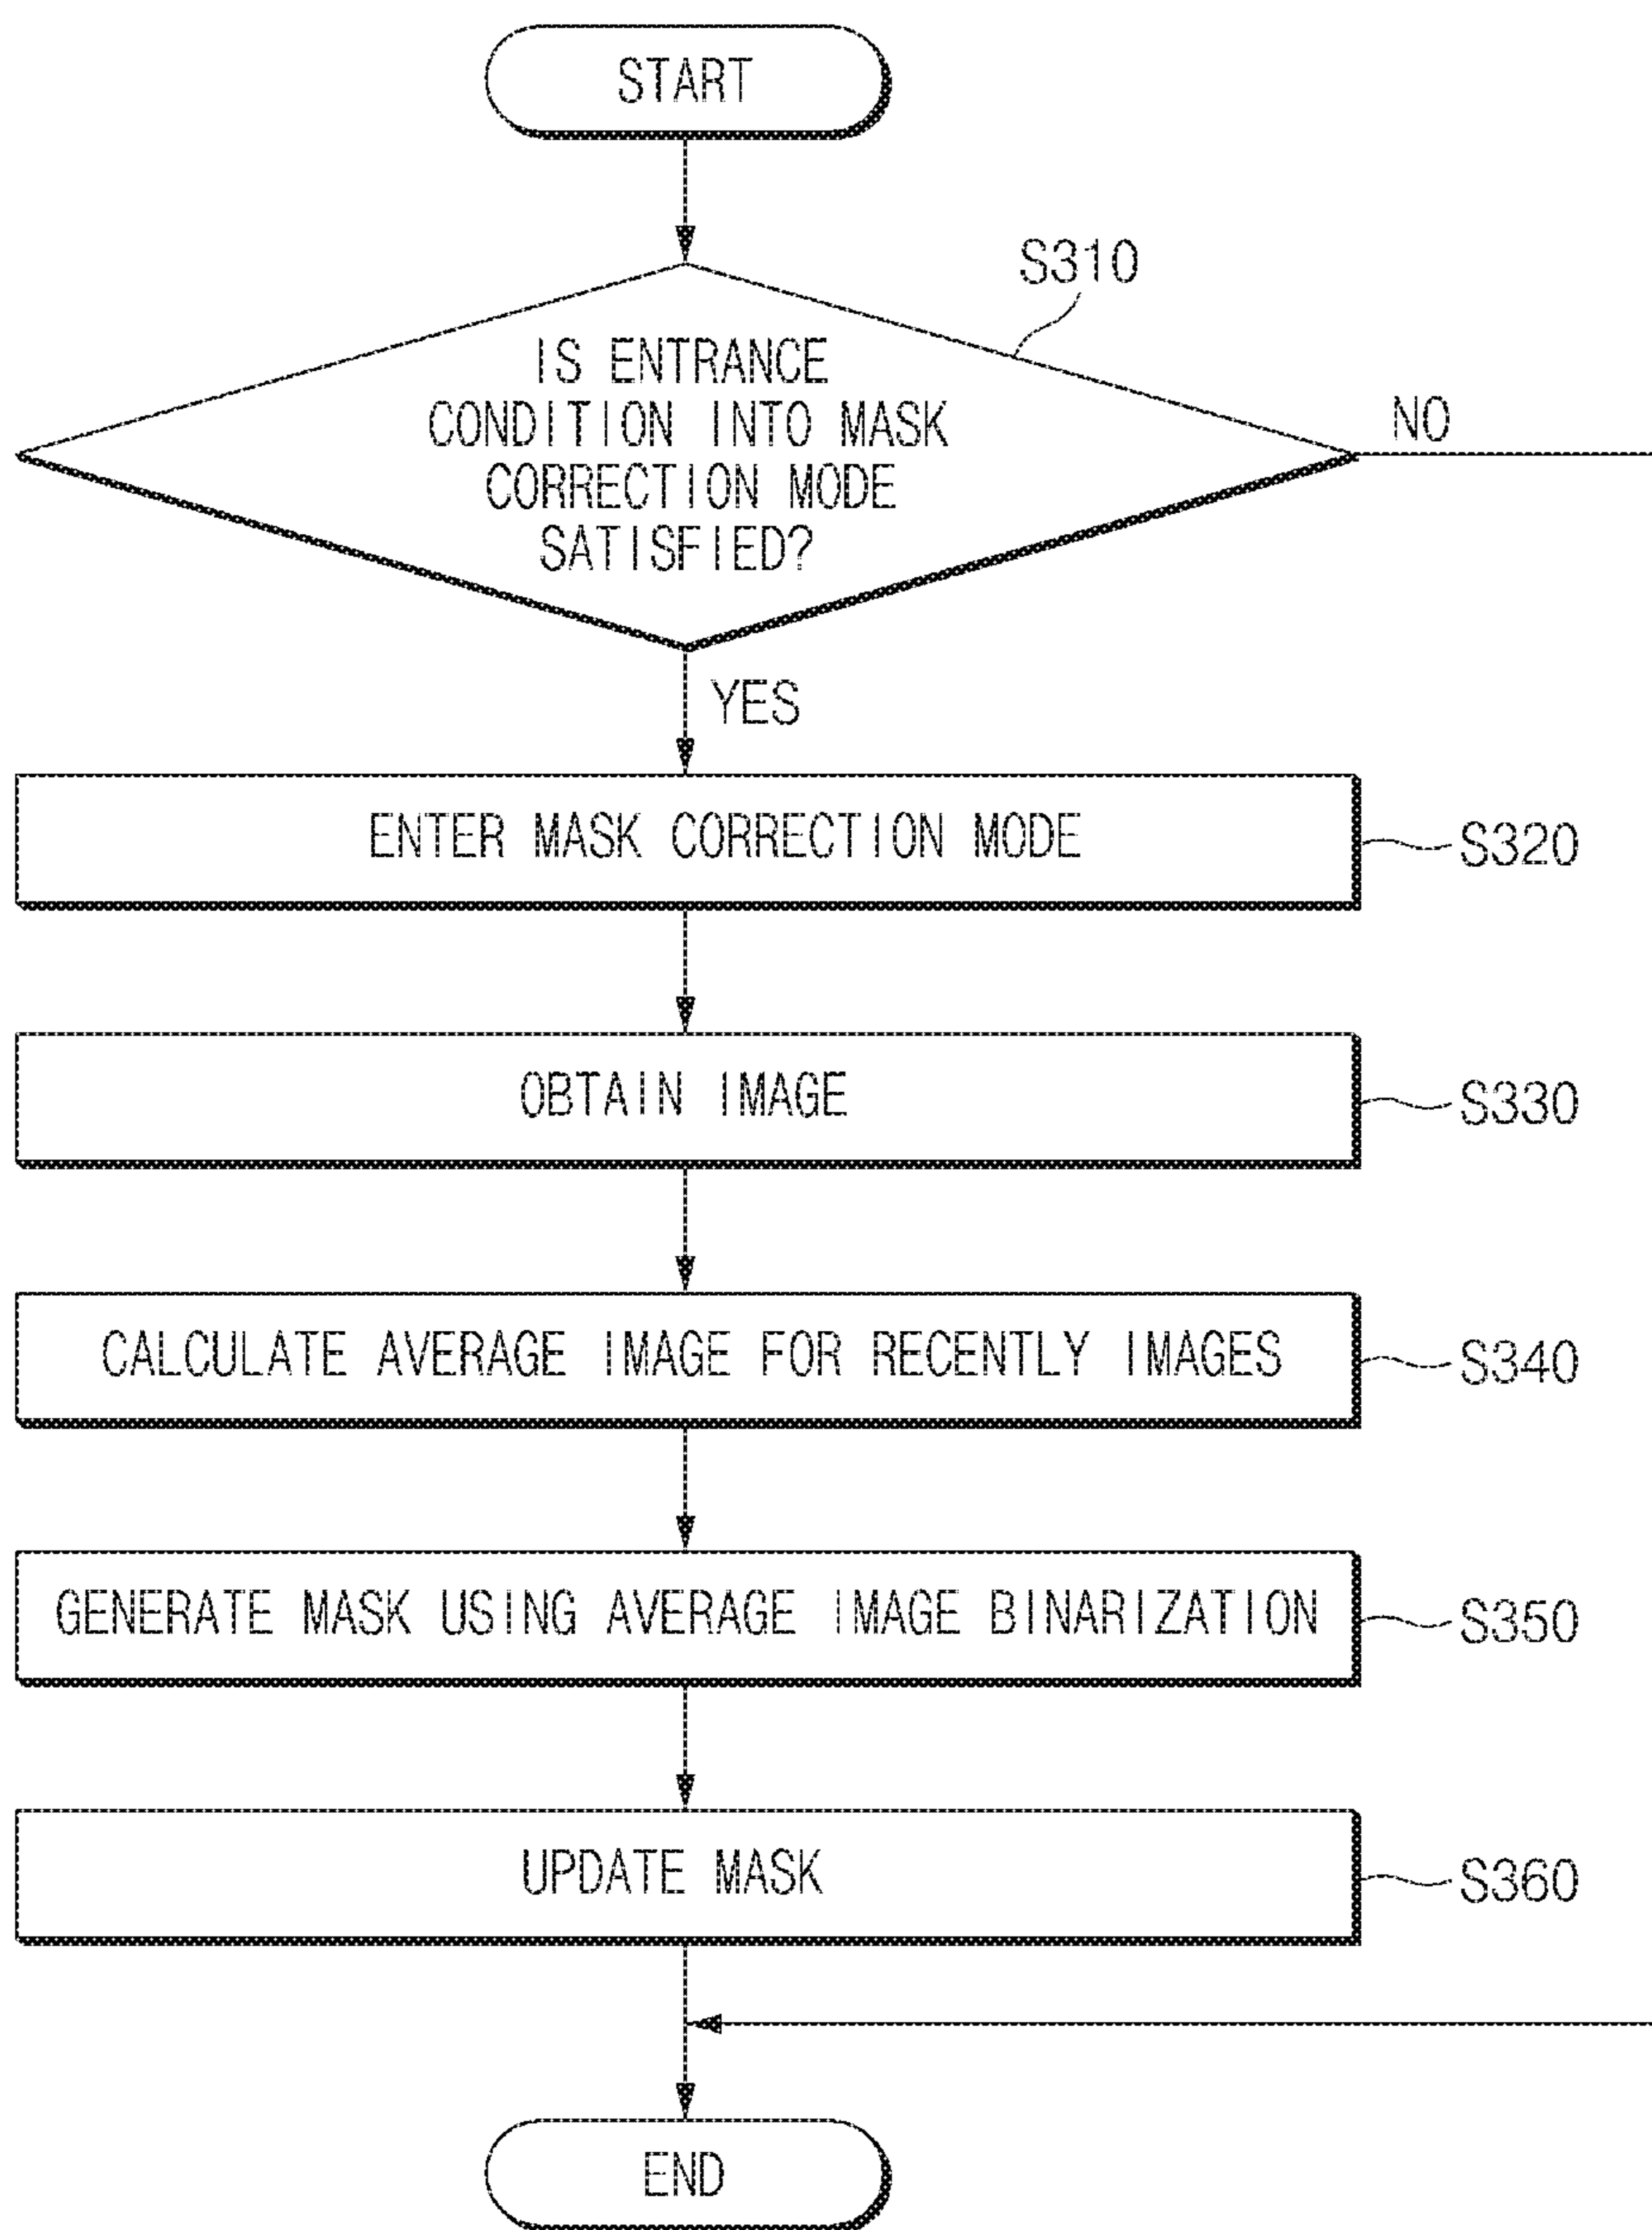 START
S310
IS ENTRANCE
CONDITION INTO MASK
CORRECTION MODE
SATISFIED?
NO
YES
ENTER MASK CORRECTION MODE
S320
OBTAIN IMAGE
S330
CALCULATE AVERAGE IMAGE FOR RECENTLY IMAGES
S340
GENERATE MASK USING AVERAGE IMAGE BINARIZATION
S350
UPDATE MASK
S360
END